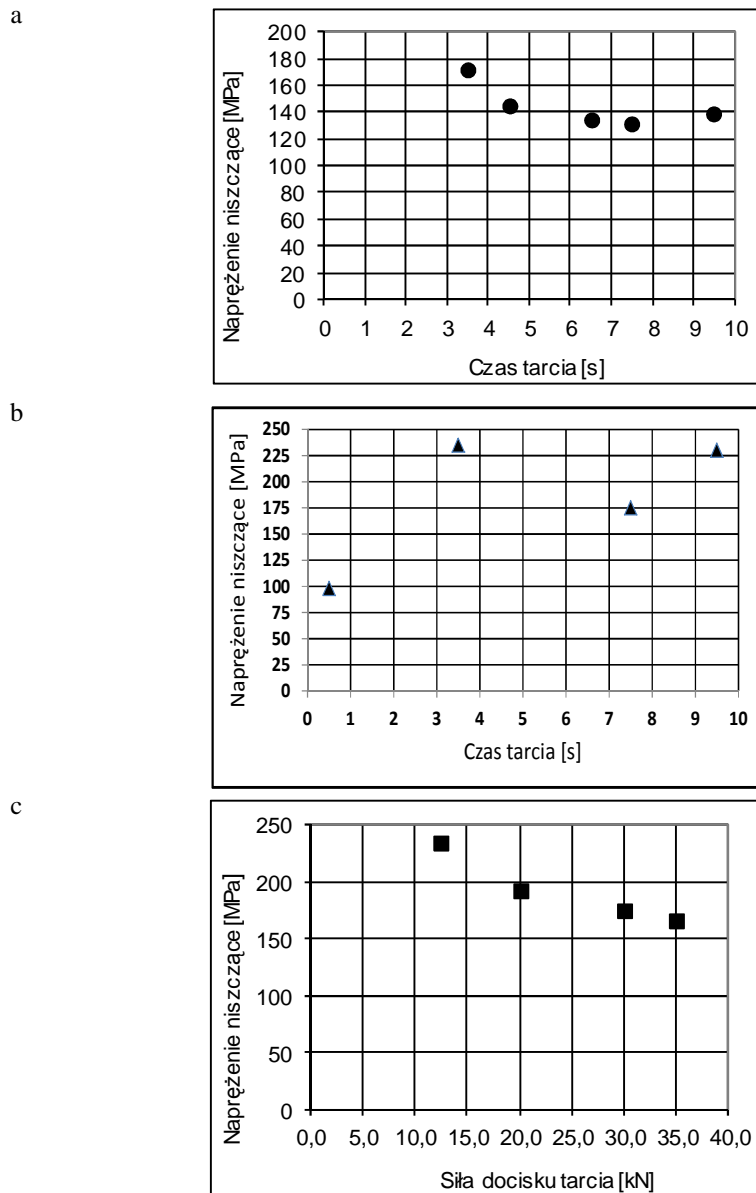 a
Naprężenie niszczące [MPa]
200
180
160
140
120
100
80
60
40
20
0
0 1 2 3 4 5 6 7 8 9 10
Czas tarcia [s]
b
Naprężenie niszczące [MPa]
250
225
200
175
150
125
100
75
50
25
0
0 1 2 3 4 5 6 7 8 9 10
Czas tarcia [s]
c
Naprężenie niszczące [MPa]
250
200
150
100
50
0
0,0 5,0 10,0 15,0 20,0 25,0 30,0 35,0 40,0
Siła docisku tarcia [kN]